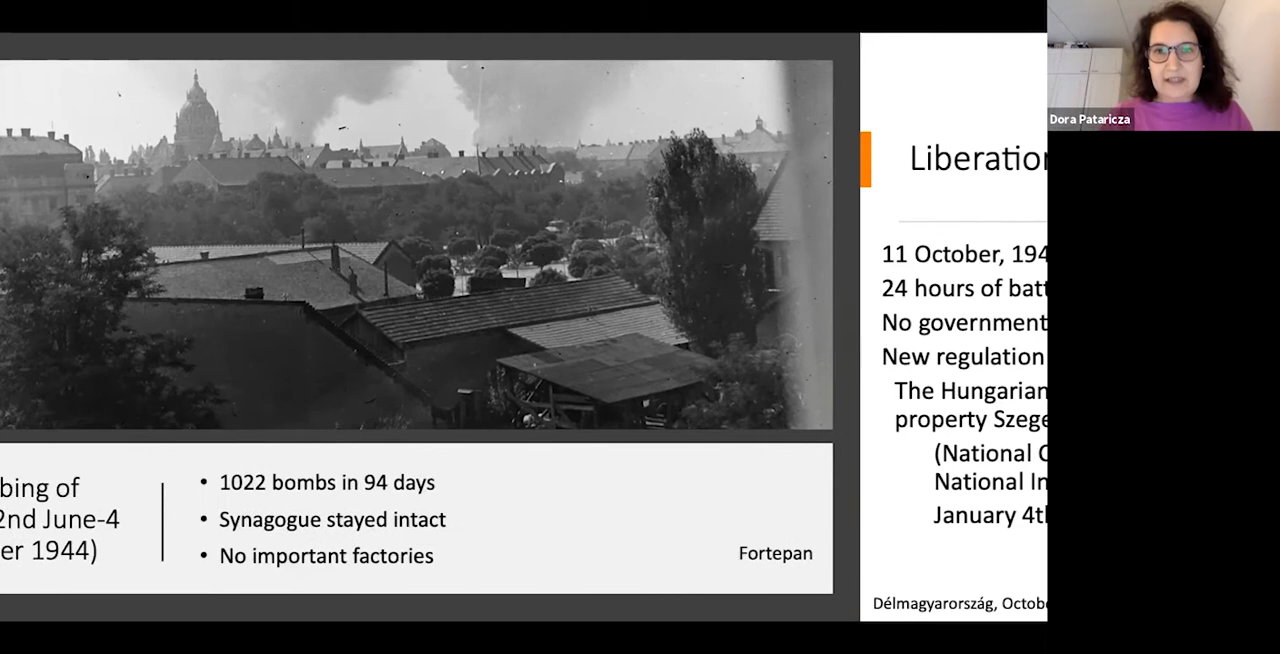 bing of
2nd June-4
er 1944)
• 1022 bombs in 94 days
• Synagogue stayed intact
• No important factories
Fortepan
Liberation
11 October, 194
24 hours of batt
No government
New regulation
The Hungarian
property Szege
(National C
National In
January 4th
Délmagyarország, Octobe
Dora Pataricza